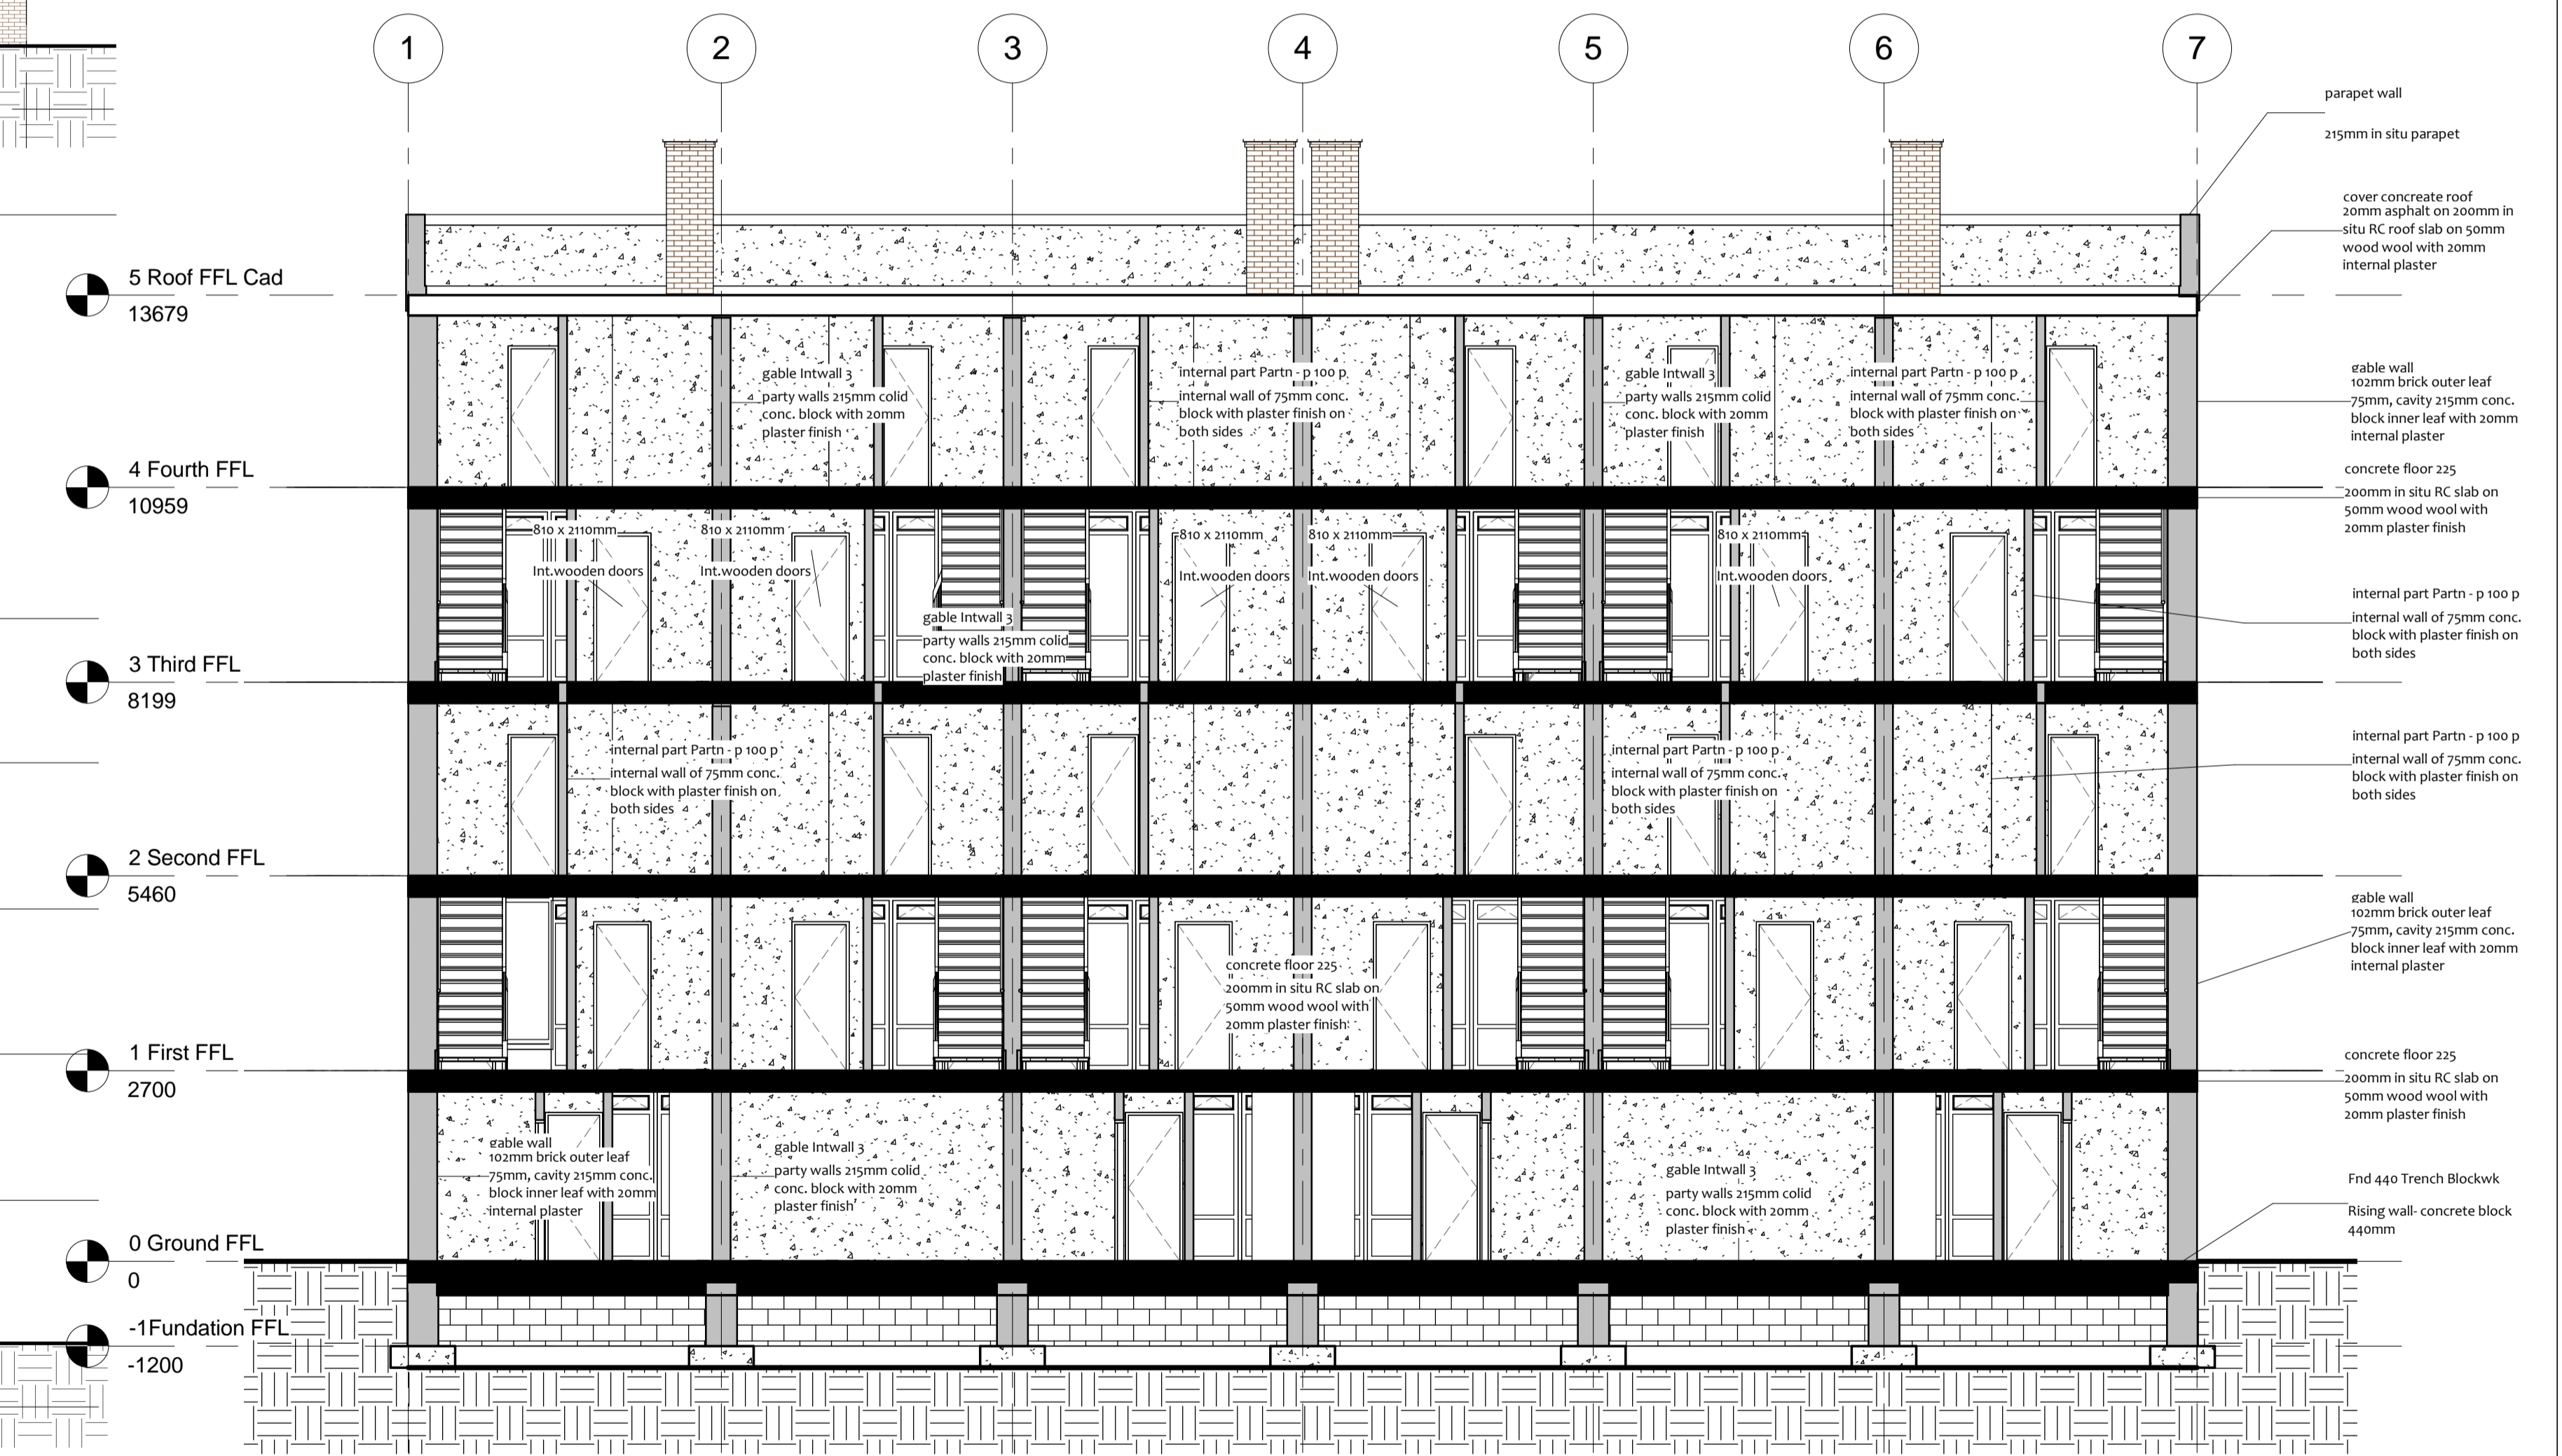 1 2 3 4 5 6 7
parapet wall
215mm in situ parapet
cover concreate roof
20mm asphalt on 200mm in
situ RC roof slab on 50mm
wood wool with 20mm
internal plaster
5 Roof FFL Cad
13679
gable Intwall 3
party walls 215mm colid
conc. block with 20mm
plaster finish
internal part Partn - p 100 p
internal wall of 75mm conc.
block with plaster finish on
both sides
gable Intwall 3
party walls 215mm colid
conc. block with 20mm
plaster finish
internal part Partn - p 100 p
internal wall of 75mm conc.
block with plaster finish on
both sides
gable wall
102mm brick outer leaf
75mm, cavity 215mm conc.
block inner leaf with 20mm
internal plaster
4 Fourth FFL
10959
concrete floor 225
200mm in situ RC slab on
50mm wood wool with
20mm plaster finish
810 x 2110mm
Int.wooden doors
810 x 2110mm
Int.wooden doors
810 x 2110mm
Int.wooden doors
810 x 2110mm
Int.wooden doors
810 x 2110mm
Int.wooden doors
gable Intwall 3
party walls 215mm colid
conc. block with 20mm
plaster finish
internal part Partn - p 100 p
internal wall of 75mm conc.
block with plaster finish on
both sides
3 Third FFL
8199
internal part Partn - p 100 p
internal wall of 75mm conc.
block with plaster finish on
both sides
internal part Partn - p 100 p
internal wall of 75mm conc.
block with plaster finish on
both sides
internal part Partn - p 100 p
internal wall of 75mm conc.
block with plaster finish on
both sides
2 Second FFL
5460
gable wall
102mm brick outer leaf
75mm, cavity 215mm conc.
block inner leaf with 20mm
internal plaster
concrete floor 225
200mm in situ RC slab on
50mm wood wool with
20mm plaster finish
1 First FFL
2700
concrete floor 225
200mm in situ RC slab on
50mm wood wool with
20mm plaster finish
gable wall
102mm brick outer leaf
75mm, cavity 215mm conc.
block inner leaf with 20mm
internal plaster
gable Intwall 3
party walls 215mm colid
conc. block with 20mm
plaster finish
gable Intwall 3
party walls 215mm colid
conc. block with 20mm
plaster finish
Fnd 440 Trench Blockwk
Rising wall- concrete block
440mm
0 Ground FFL
0
-1Fundation FFL
-1200